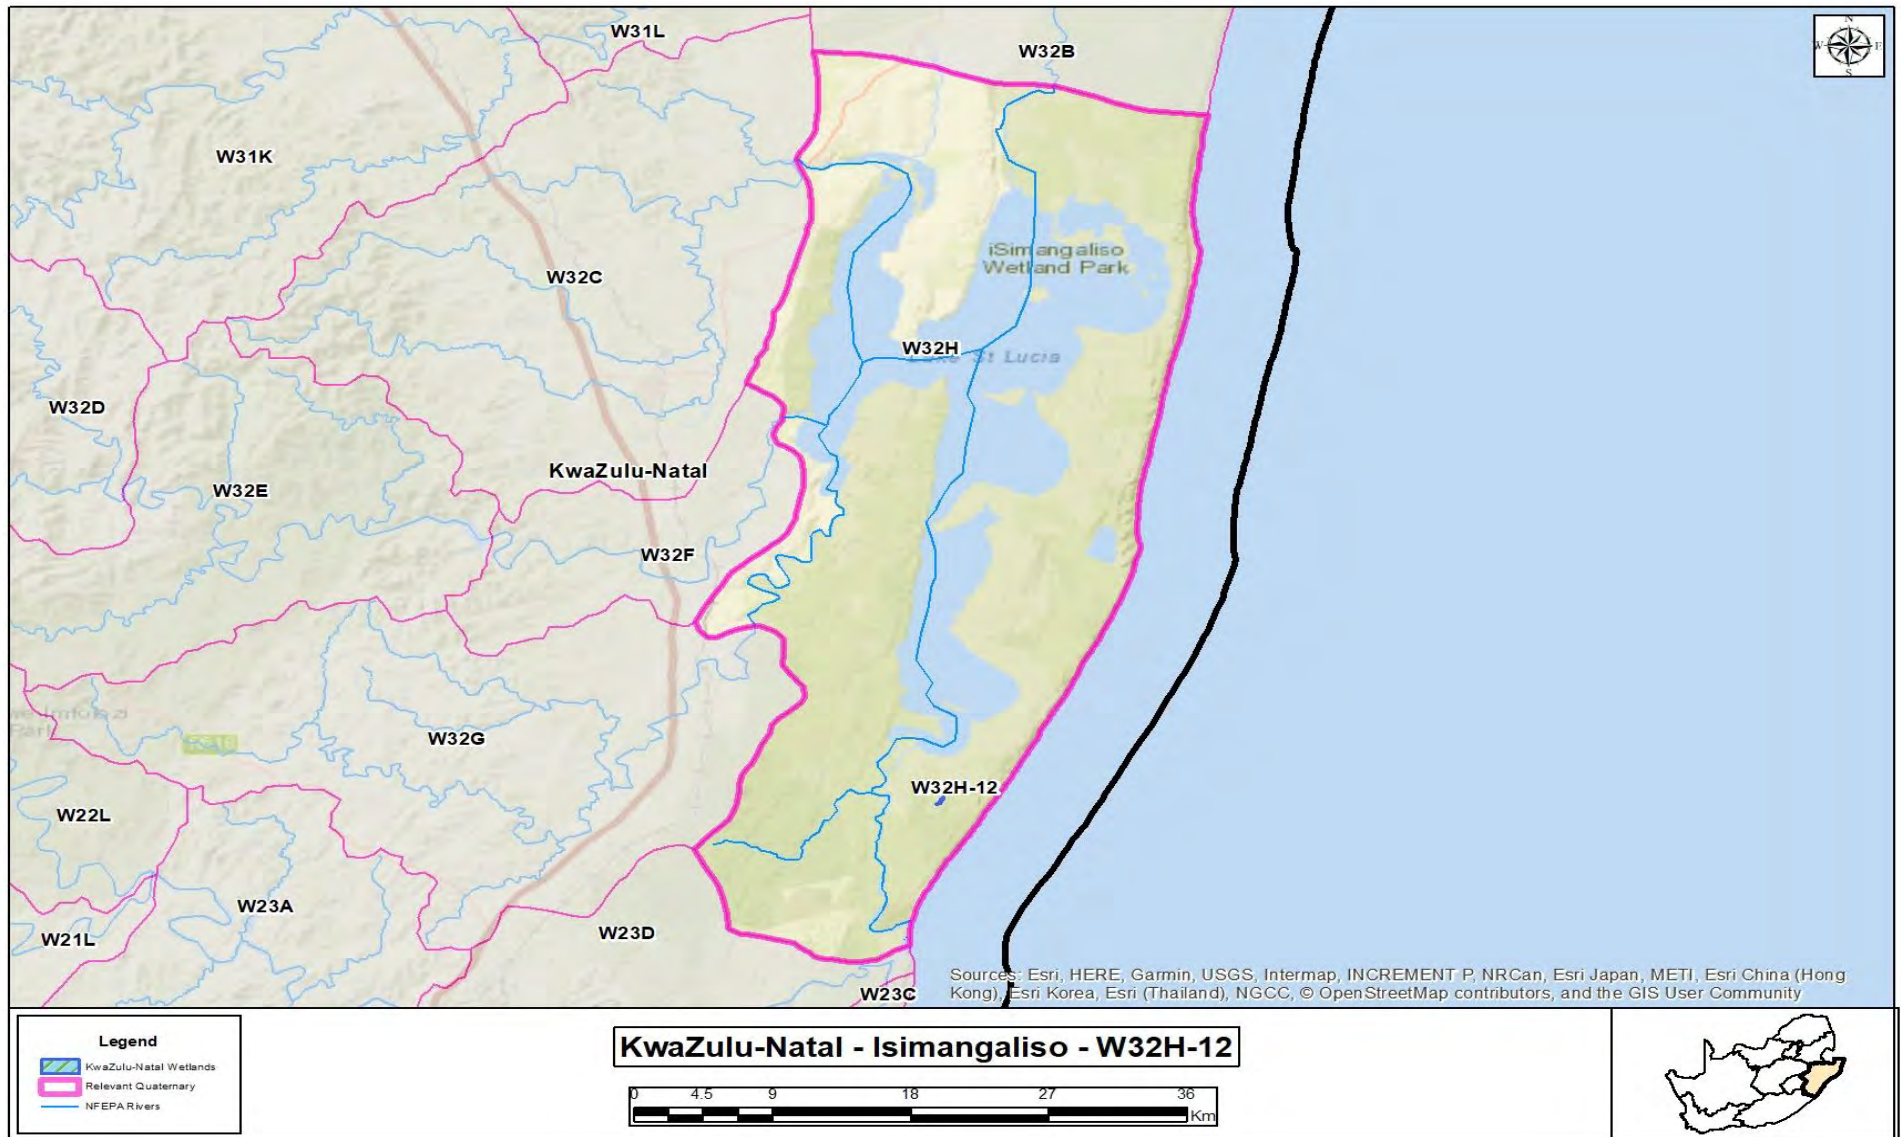 W31L
W32B
N
W E
S
W31K
iSimangaliso
Wetland Park
W32C
W32H
St Lucia
W32D
KwaZulu-Natal
W32E
W32F
W32G
W32H-12
W22L
W23A
W23D
W21L
W23C
Sources: Esri, HERE, Garmin, USGS, Intermap, INCREMENT P, NRCan, Esri Japan, METI, Esri China (Hong
Kong), Esri Korea, Esri (Thailand), NGCC, © OpenStreetMap contributors, and the GIS User Community
Legend
KwaZulu-Natal Wetlands
Relevant Quaternary
NFEPA Rivers
KwaZulu-Natal - Isimangaliso - W32H-12
0 4.5 9 18 27 36
Km